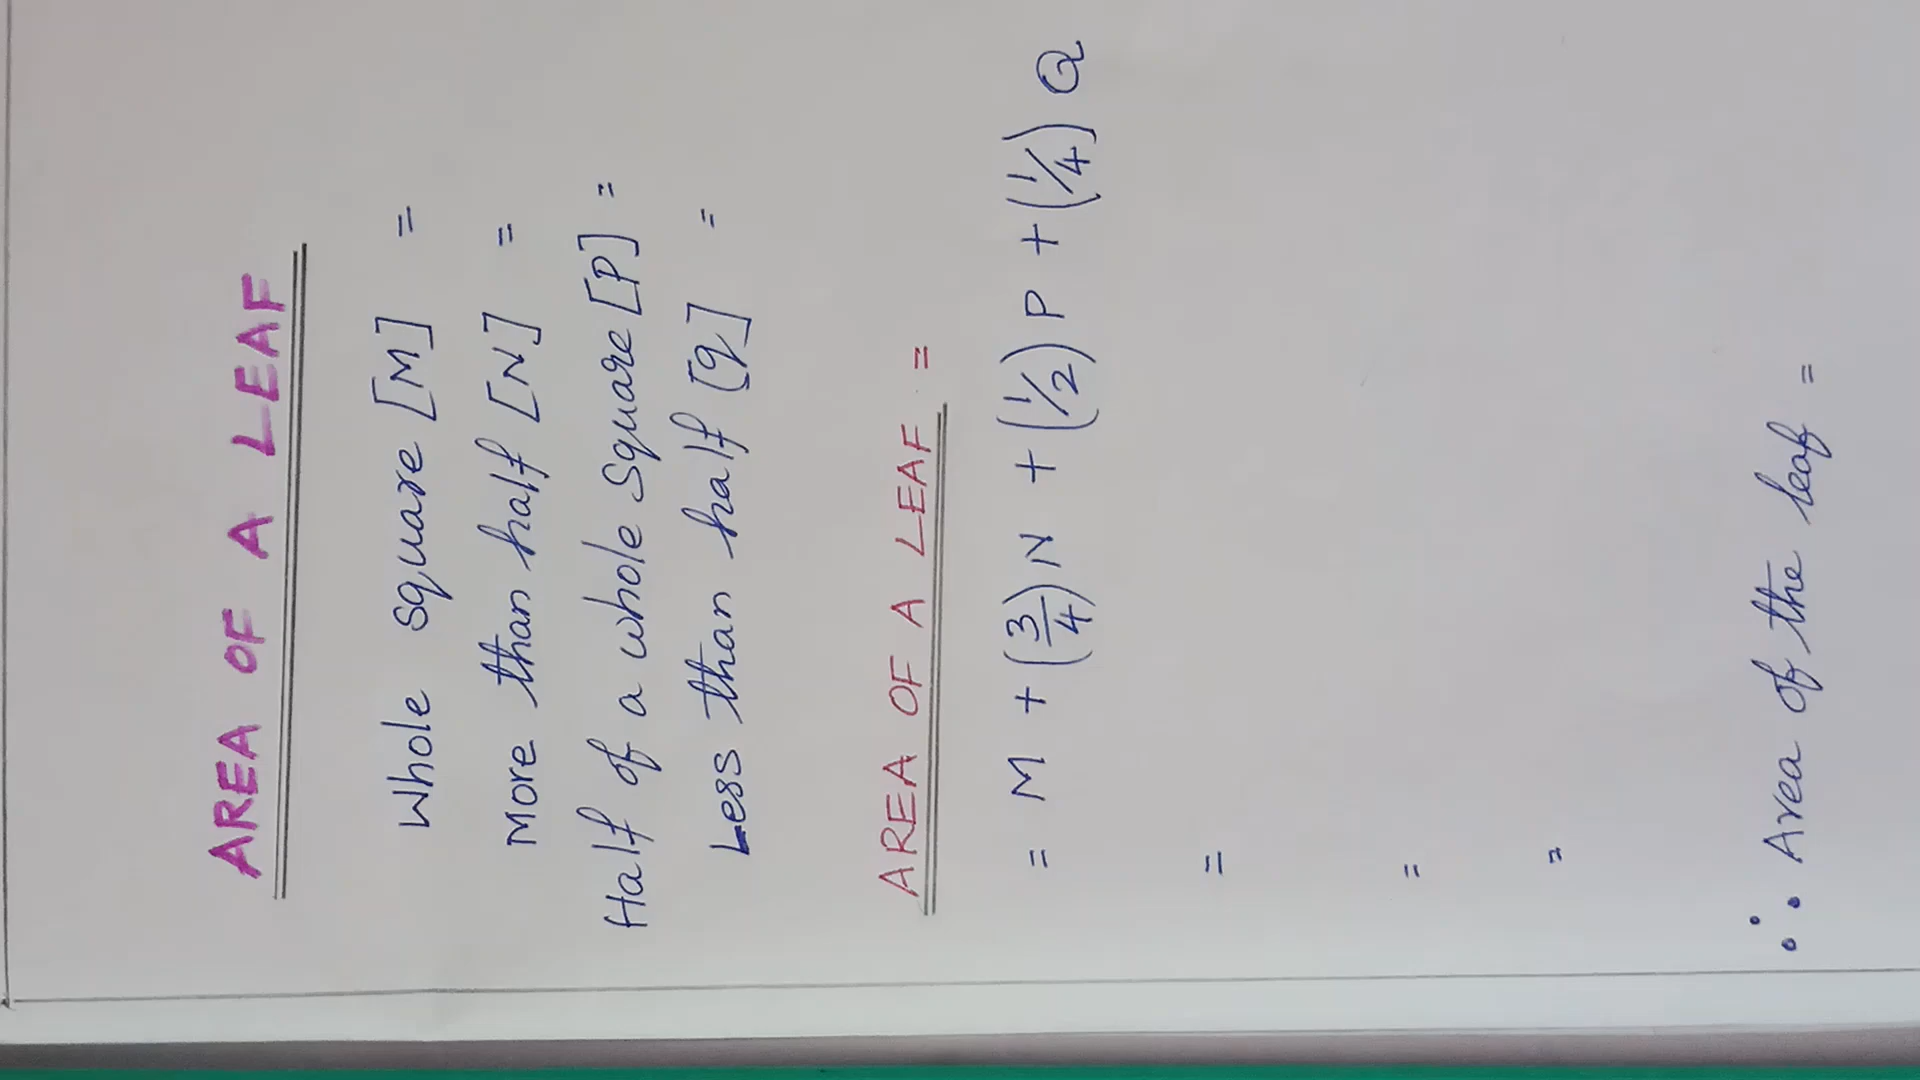 AREA OF A LEAF
Whole square [M] =
More than half [N] =
Half of a whole square [P] =
Less than half [q] =
AREA OF A LEAF =
= M + (3/4)N + (1/2)P + (1/4)Q
=
=
=
∴ Area of the leaf =